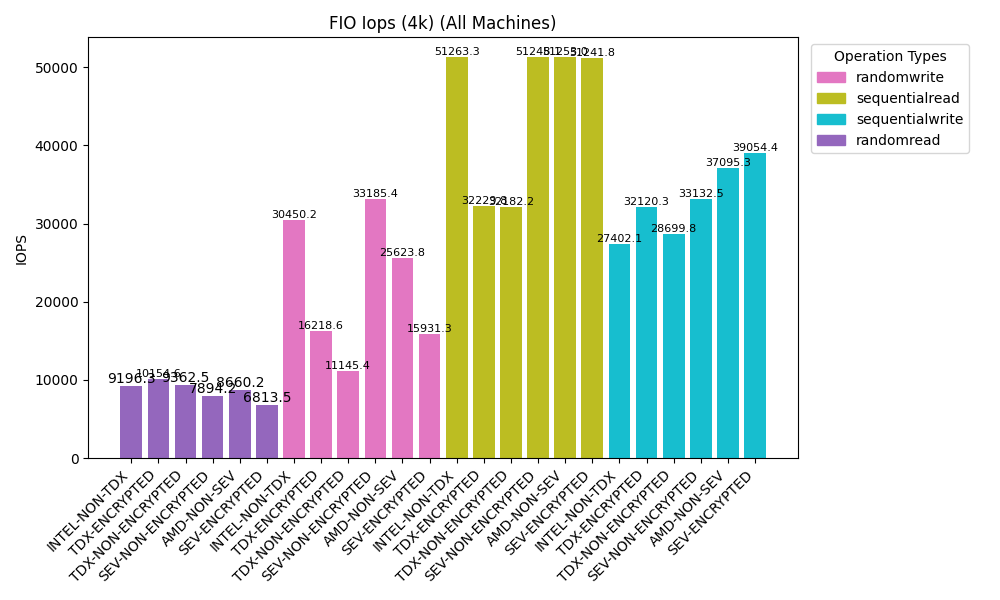 FIO Iops (4k) (All Machines)
Operation Types
randomwrite
sequentialread
sequentialwrite
randomread
IOPS
50000
40000
30000
20000
10000
0
9196.3
10154.6
9362.5
7894.2
8660.2
6813.5
30450.2
16218.6
11145.4
33185.4
25623.8
15931.3
51263.3
32229.8
32182.2
51248.1
51241.8
27402.1
32120.3
28699.8
33132.5
37095.3
39054.4
INTEL-NON-TDX
TDX-ENCRYPTED
TDX-NON-ENCRYPTED
SEV-NON-ENCRYPTED
AMD-NON-SEV
SEV-ENCRYPTED
INTEL-NON-TDX
TDX-ENCRYPTED
TDX-NON-ENCRYPTED
SEV-NON-ENCRYPTED
AMD-NON-SEV
SEV-ENCRYPTED
INTEL-NON-TDX
TDX-ENCRYPTED
TDX-NON-ENCRYPTED
SEV-NON-ENCRYPTED
AMD-NON-SEV
SEV-ENCRYPTED
INTEL-NON-TDX
TDX-ENCRYPTED
TDX-NON-ENCRYPTED
SEV-NON-ENCRYPTED
AMD-NON-SEV
SEV-ENCRYPTED